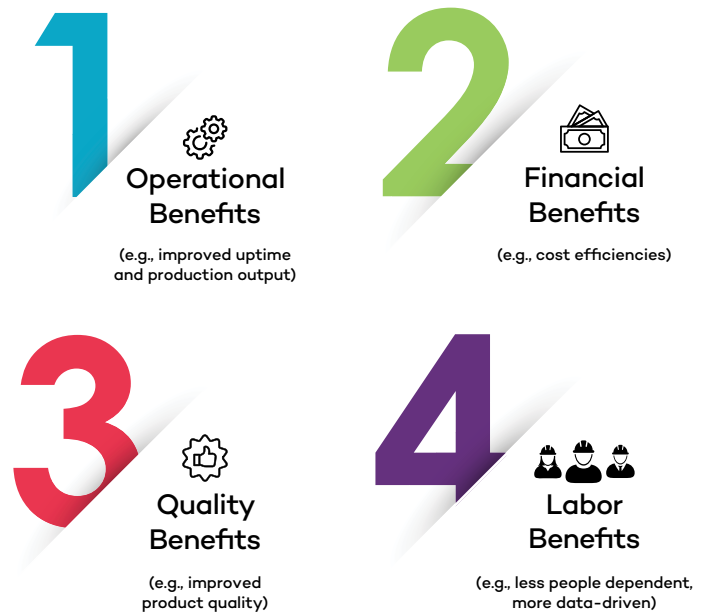 1
Operational
Benefits
(e.g., improved uptime
and production output)
2
Financial
Benefits
(e.g., cost efficiencies)
3
Quality
Benefits
(e.g., improved
product quality)
4
Labor
Benefits
(e.g., less people dependent,
more data-driven)